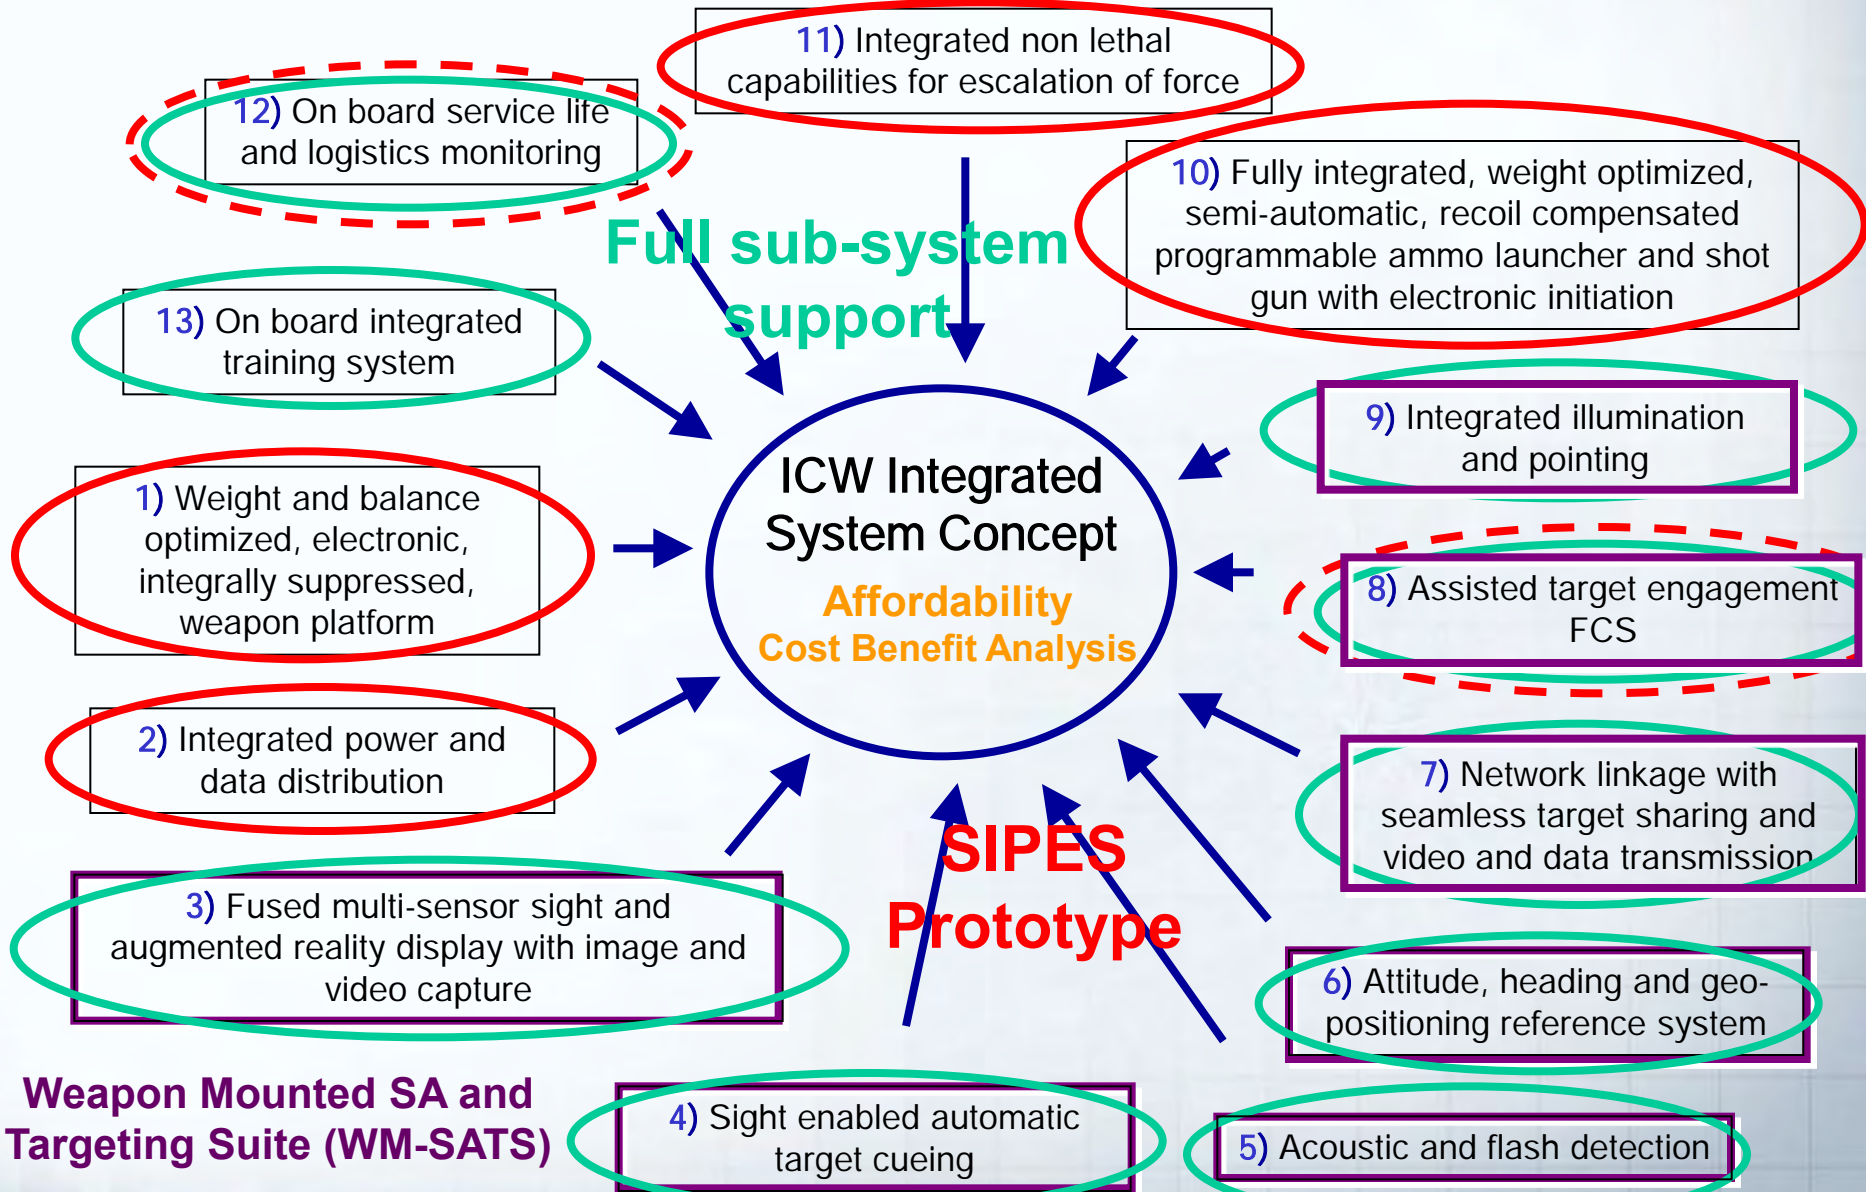 11) Integrated non lethal
capabilities for escalation of force
12) On board service life
and logistics monitoring
10) Fully integrated, weight optimized,
semi-automatic, recoil compensated
programmable ammo launcher and shot
gun with electronic initiation
Full sub-system
support
13) On board integrated
training system
9) Integrated illumination
and pointing
ICW Integrated
System Concept
Affordability
Cost Benefit Analysis
1) Weight and balance
optimized, electronic,
integrally suppressed,
weapon platform
8) Assisted target engagement
FCS
2) Integrated power and
data distribution
7) Network linkage with
seamless target sharing and
video and data transmission
SIPES
Prototype
3) Fused multi-sensor sight and
augmented reality display with image and
video capture
6) Attitude, heading and geo-
positioning reference system
Weapon Mounted SA and
Targeting Suite (WM-SATS)
4) Sight enabled automatic
target cueing
5) Acoustic and flash detection